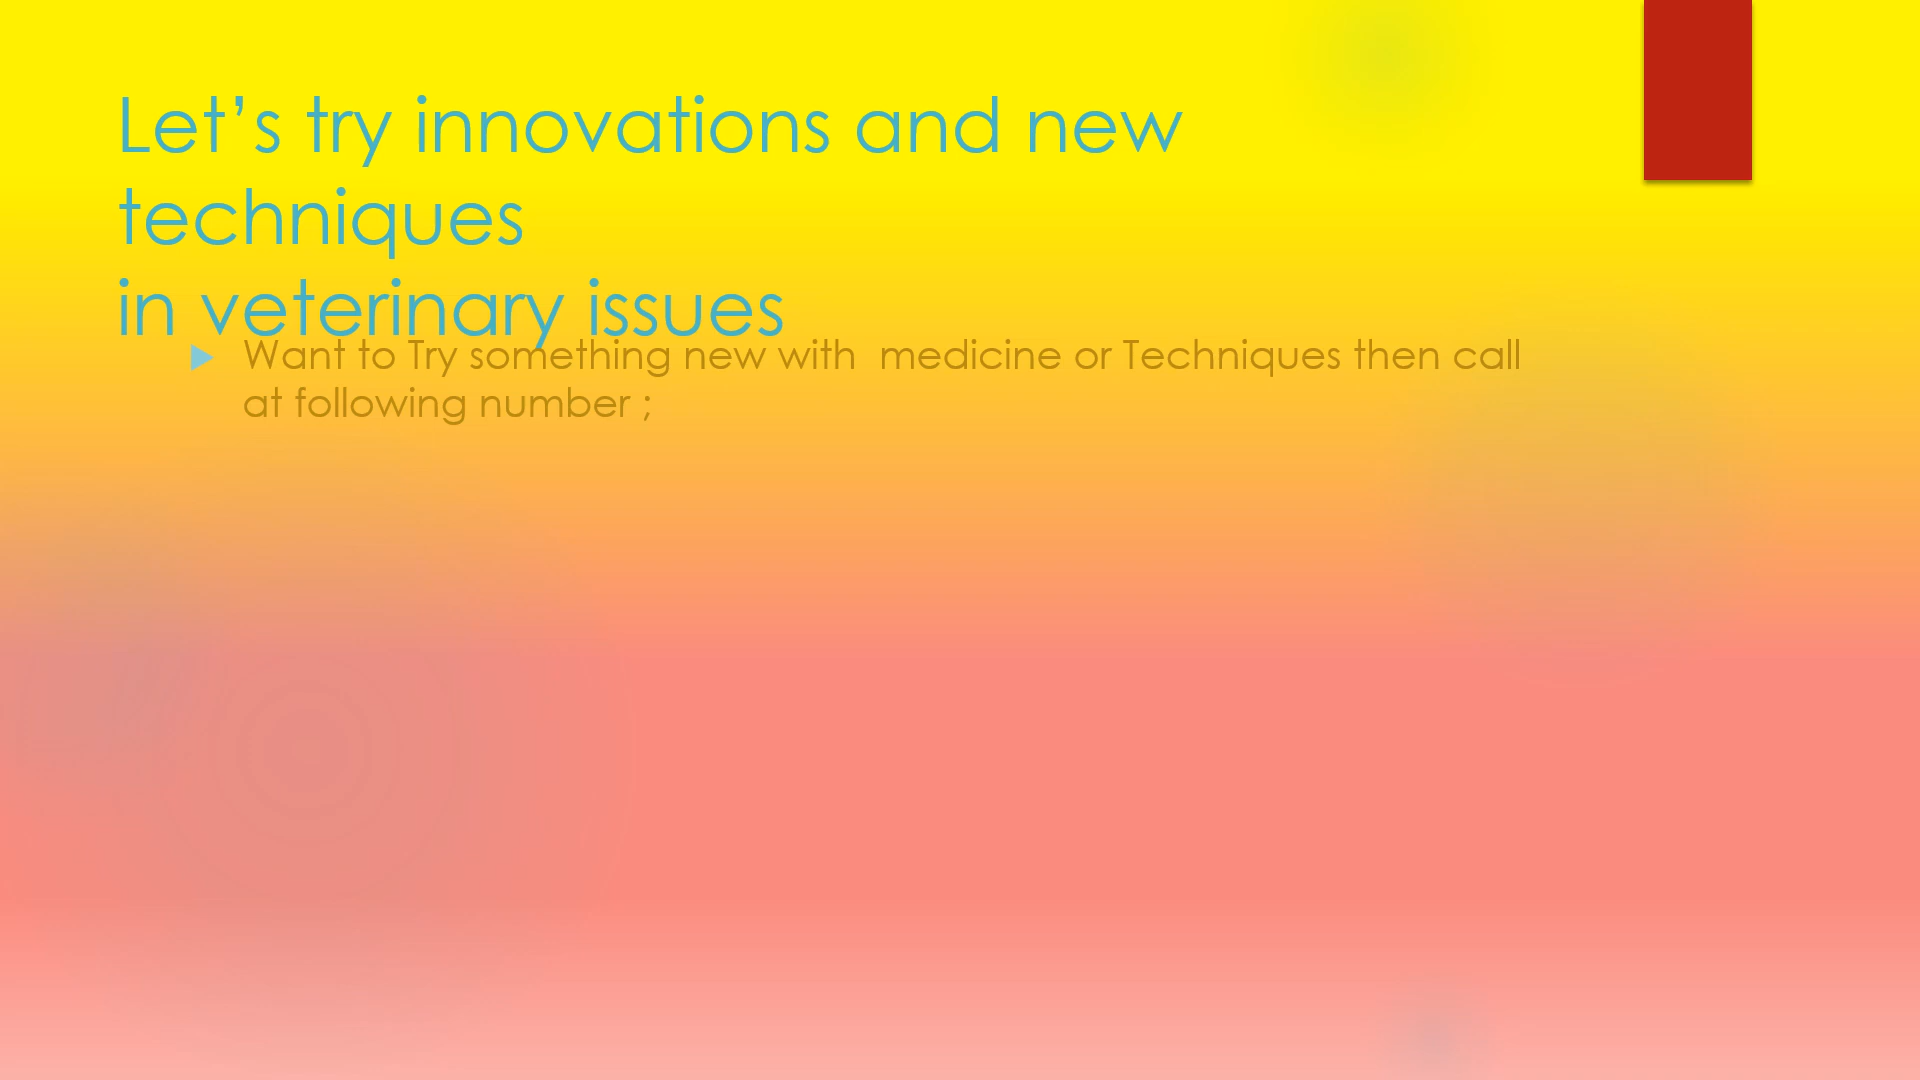 Let’s try innovations and new
techniques
in veterinary issues
Want to Try something new with  medicine or Techniques then call
at following number ;